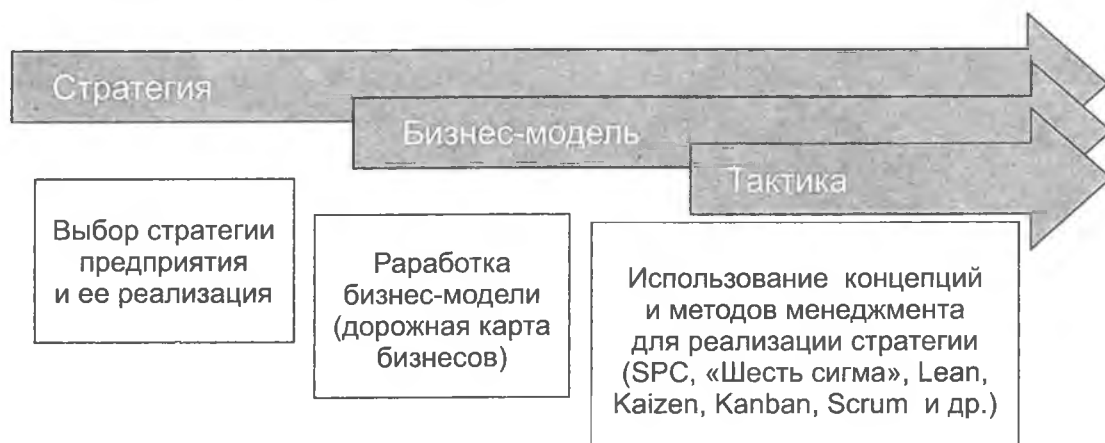 Стратегия
Бизнес-модель
Тактика
Выбор стратегии
предприятия
и ее реализация
Раработка
бизнес-модели
(дорожная карта
бизнесов)
Использование концепций
и методов менеджмента
для реализации стратегии
(SPC, «Шесть сигма», Lean,
Kaizen, Kanban, Scrum и др.)